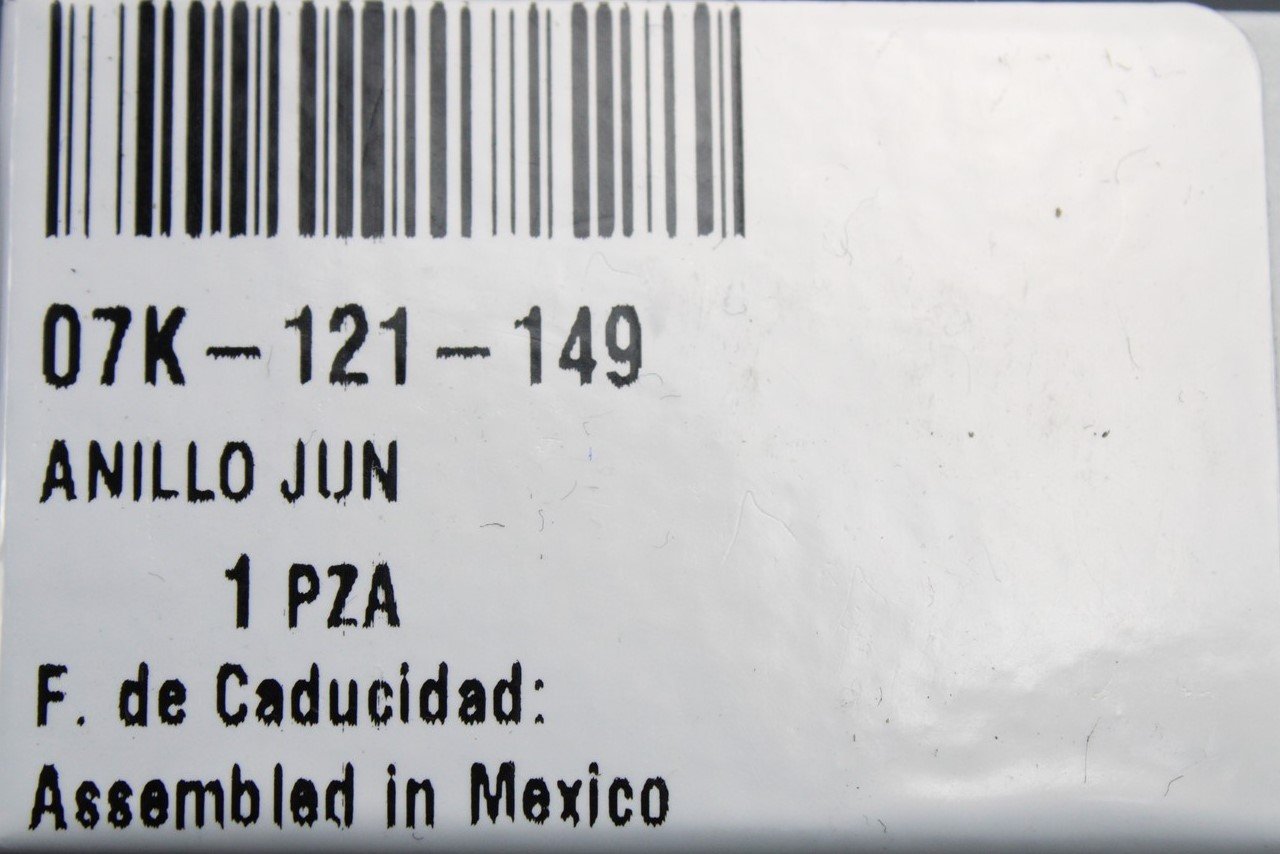 07K-121-149
ANILLO JUN
1 PZA
F. de Caducidad:
Assembled in Mexico